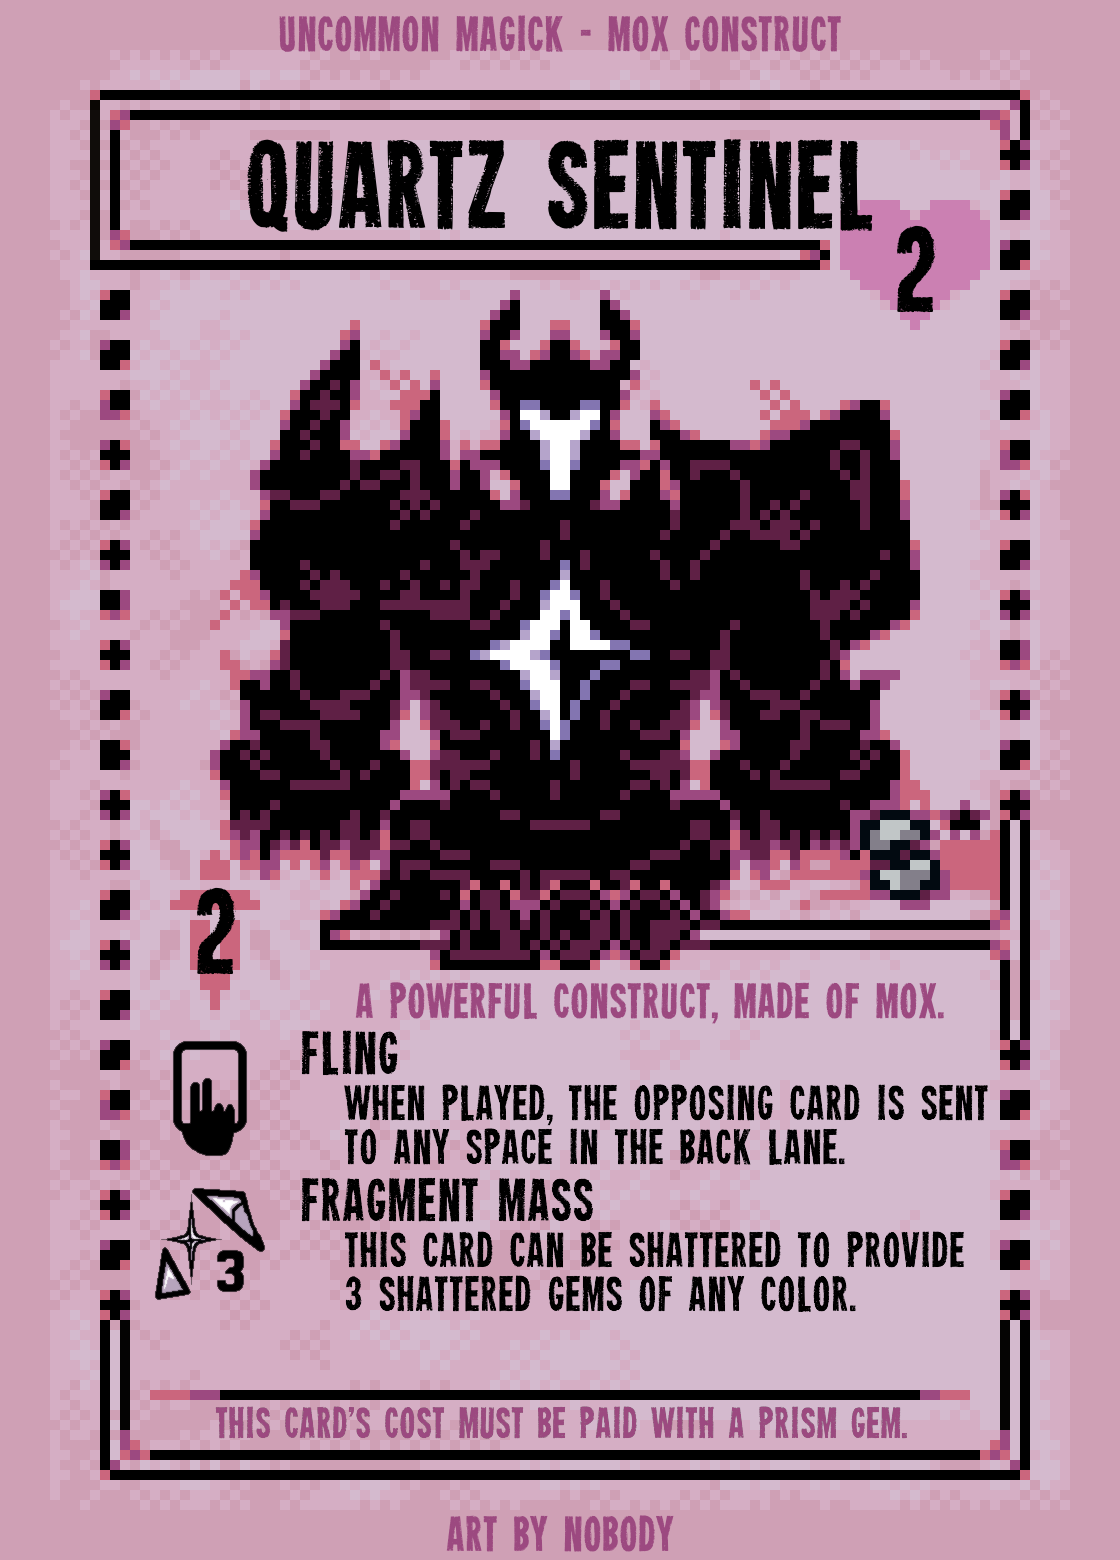 UNCOMMON MAGICK - MOX CONSTRUCT
QUARTZ SENTINEL
2
2
A POWERFUL CONSTRUCT, MADE OF MOX.
FLING
WHEN PLAYED, THE OPPOSING CARD IS SENT
TO ANY SPACE IN THE BACK LANE.
FRAGMENT MASS
3
THIS CARD CAN BE SHATTERED TO PROVIDE
3 SHATTERED GEMS OF ANY COLOR.
THIS CARD'S COST MUST BE PAID WITH A PRISM GEM.
ART BY NOBODY